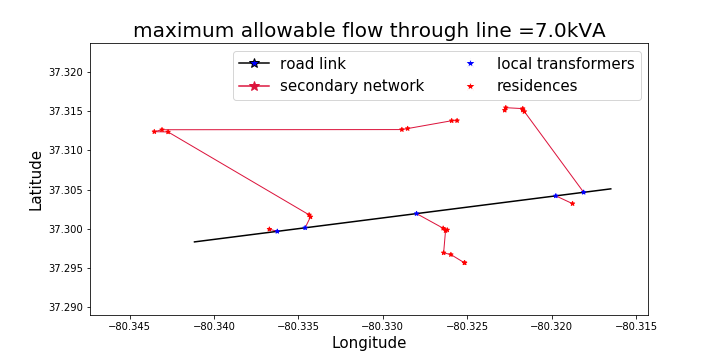 maximum allowable flow through line =7.0kVA
road link
secondary network
local transformers
residences
Latitude
37.320
37.315
37.310
37.305
37.300
37.295
37.290
−80.345 −80.340 −80.335 −80.330 −80.325 −80.320 −80.315
Longitude